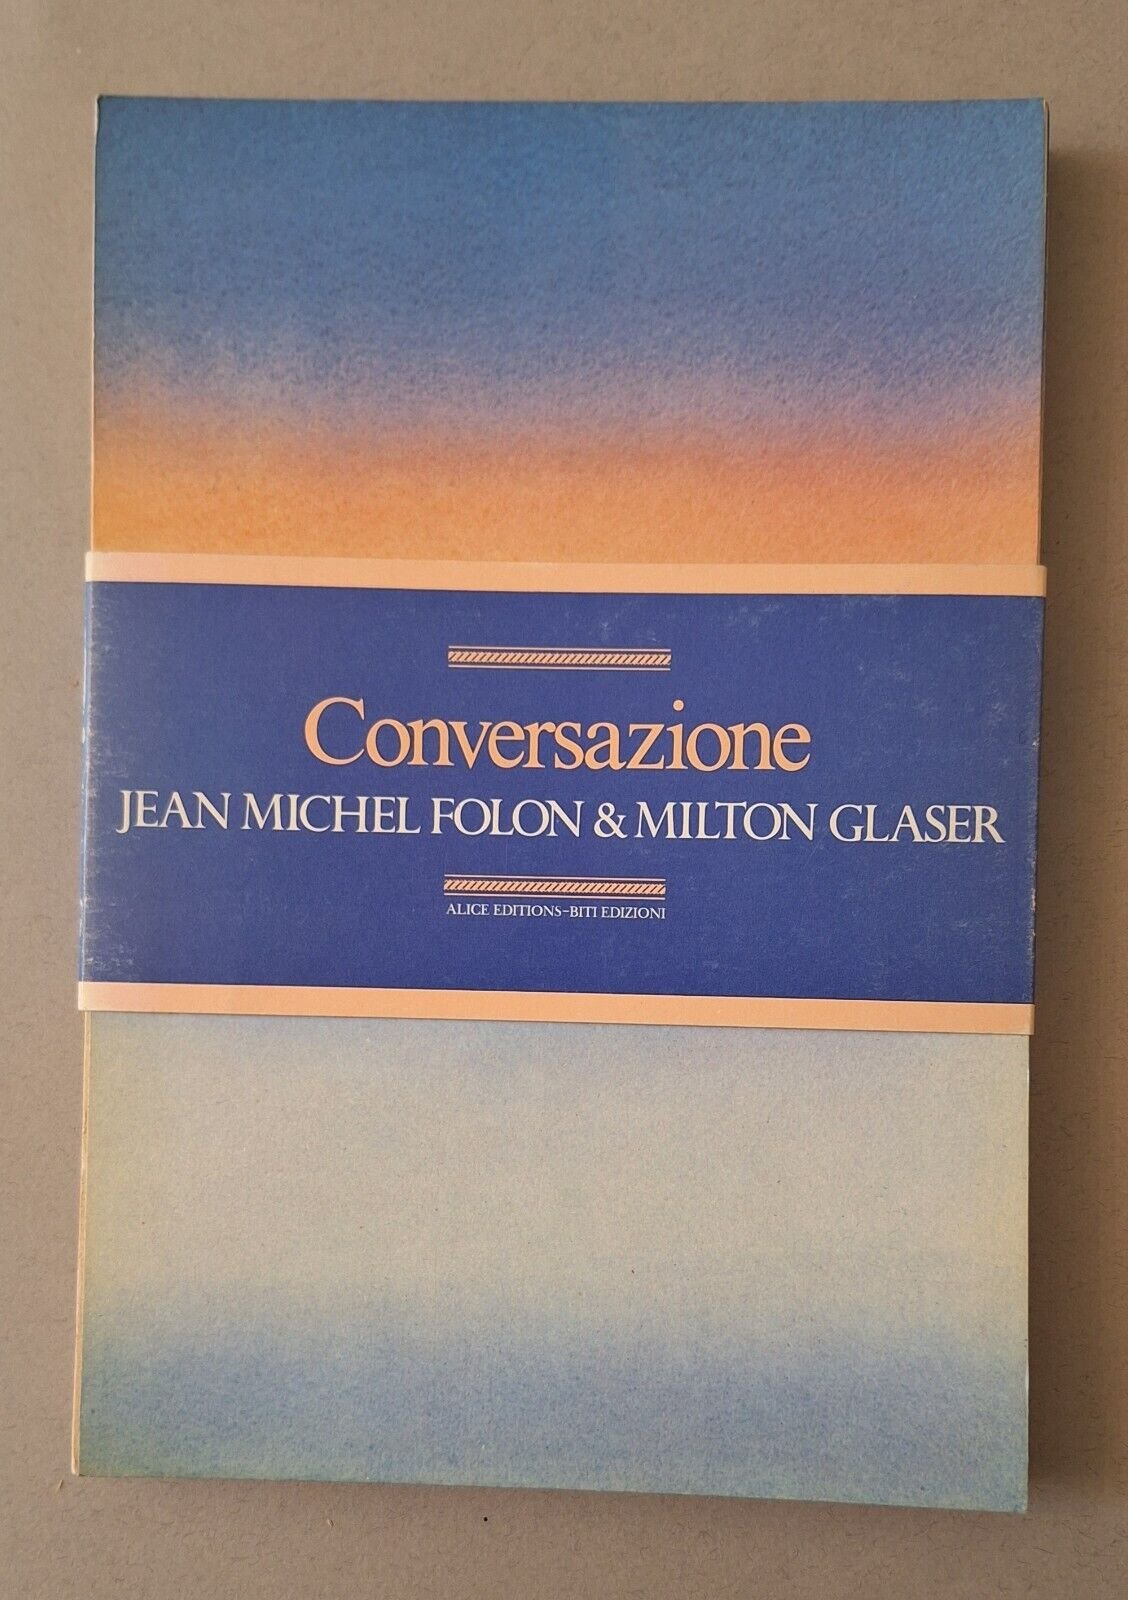 Conversazione
JEAN MICHEL FOLON & MILTON GLASER
ALICE EDITIONS–BITI EDIZIONI